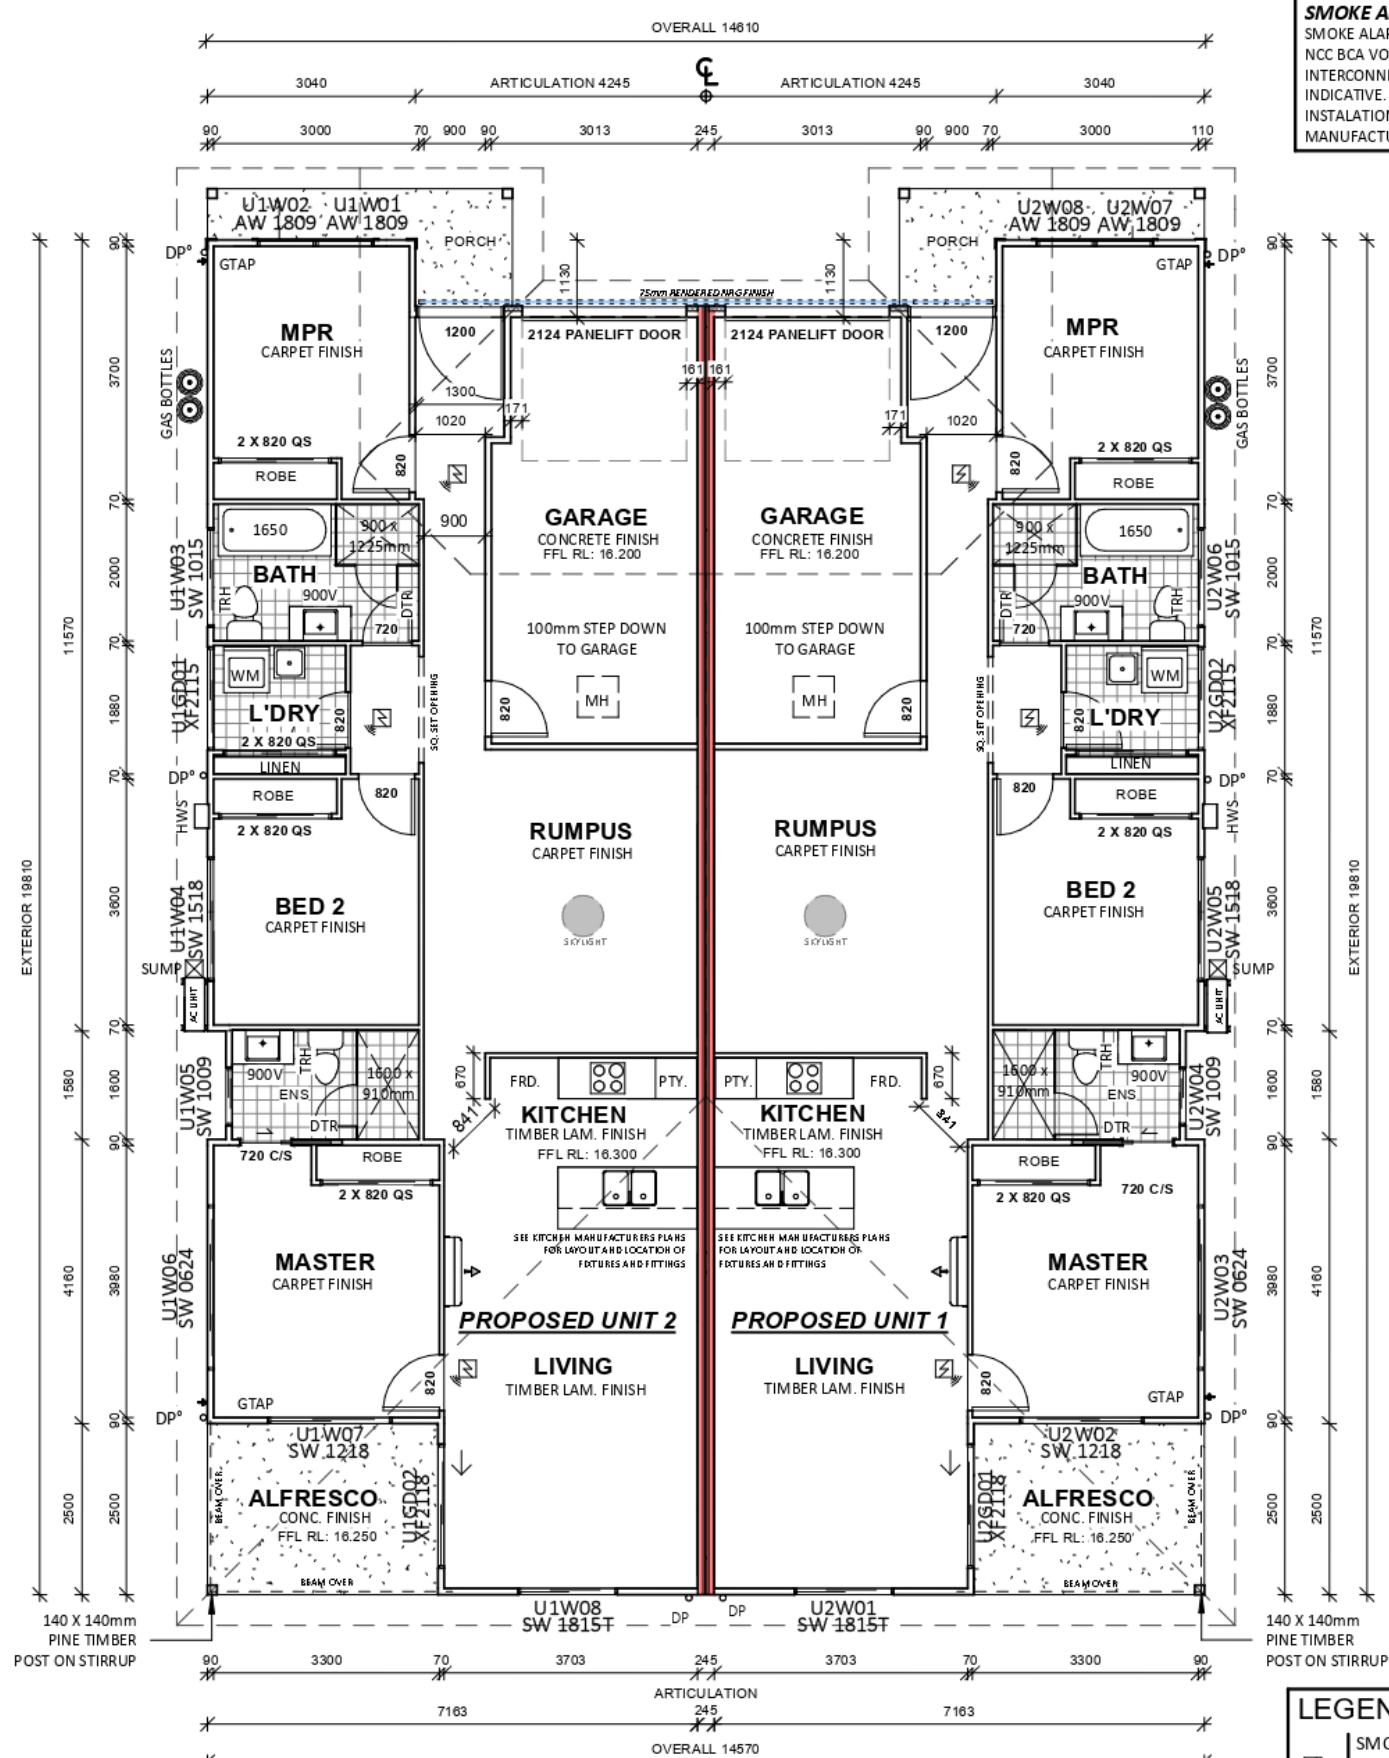 SMOKE A
SMOKE ALAR
NCC BCA VO
INTERCONN
INDICATIVE.
INSTALATION
MANUFACTU
OVERALL 14610
3040
ARTICULATION 4245
ARTICULATION 4245
3040
90
3000
70
900
90
3013
245
3013
90
900
70
3000
110
U1W02
AW 1809
U1W01
AW 1809
U2W08
AW 1809
U2W07
AW 1809
PORCH
PORCH
DP°
GTAP
GTAP
DP°
1130
1130
75mm RENDERED NRG FINISH
MPR
CARPET FINISH
1200
2124 PANELIFT DOOR
2124 PANELIFT DOOR
1200
MPR
CARPET FINISH
GAS BOTTLES
GAS BOTTLES
161
161
1300
171
1020
171
1020
2 X 820 QS
820
820
2 X 820 QS
ROBE
ROBE
90
3700
70
2000
70
1880
70
3600
70
1600
90
3980
90
2500
11570
1580
4160
2500
EXTERIOR 19810
90
3700
70
2000
70
1880
70
3600
70
1600
90
3980
90
2500
11570
1580
4160
2500
EXTERIOR 19810
U1W03
SW 1015
1650
900 x
1225mm
900
BATH
900V
TRH
DTR
720
GARAGE
CONCRETE FINISH
FFL RL: 16.200
GARAGE
CONCRETE FINISH
FFL RL: 16.200
900 x
1225mm
1650
BATH
900V
TRH
DTR
720
U2W06
SW 1015
100mm STEP DOWN
TO GARAGE
100mm STEP DOWN
TO GARAGE
MH
MH
820
820
U1GD01
XF2115
WM
L'DRY
820
2 X 820 QS
LINEN
SQ. SET OPENING
SQ. SET OPENING
WM
L'DRY
820
LINEN
U2GD02
XF2115
DP°
ROBE
820
820
ROBE
DP°
HWS
2 X 820 QS
2 X 820 QS
HWS
RUMPUS
CARPET FINISH
RUMPUS
CARPET FINISH
BED 2
CARPET FINISH
BED 2
CARPET FINISH
SKYLIGHT
SKYLIGHT
U1W04
SW 1518
U2W05
SW 1518
SUMP
SUMP
AC UNIT
AC UNIT
U1W05
SW 1009
900V
TRH
ENS
DTR
1600 x
910mm
670
FRD.
PTY.
PTY.
FRD.
670
1600 x
910mm
TRH
900V
ENS
DTR
U2W04
SW 1009
841
841
KITCHEN
TIMBER LAM. FINISH
FFL RL: 16.300
KITCHEN
TIMBER LAM. FINISH
FFL RL: 16.300
720 C/S
ROBE
2 X 820 QS
ROBE
2 X 820 QS
720 C/S
SEE KITCHEN MANUFACTURERS PLANS
FOR LAYOUT AND LOCATION OF
FIXTURES AND FITTINGS
SEE KITCHEN MANUFACTURERS PLANS
FOR LAYOUT AND LOCATION OF
FIXTURES AND FITTINGS
U1W06
SW 0624
MASTER
CARPET FINISH
MASTER
CARPET FINISH
U2W03
SW 0624
PROPOSED UNIT 2
PROPOSED UNIT 1
LIVING
TIMBER LAM. FINISH
LIVING
TIMBER LAM. FINISH
820
820
GTAP
GTAP
DP°
DP°
U1W07
SW 1218
U2W02
SW 1218
BEAM OVER
ALFRESCO
CONC. FINISH
FFL RL: 16.250
U1GD02
XF2118
U2GD01
XF2118
ALFRESCO
CONC. FINISH
FFL RL: 16.250
BEAM OVER
BEAM OVER
BEAM OVER
U1W08
SW 1815T
DP
DP
U2W01
SW 1815T
140 X 140mm
PINE TIMBER
POST ON STIRRUP
140 X 140mm
PINE TIMBER
POST ON STIRRUP
90
3300
70
3703
245
3703
70
3300
90
ARTICULATION
7163
245
7163
OVERALL 14570
LEGEN
SMO